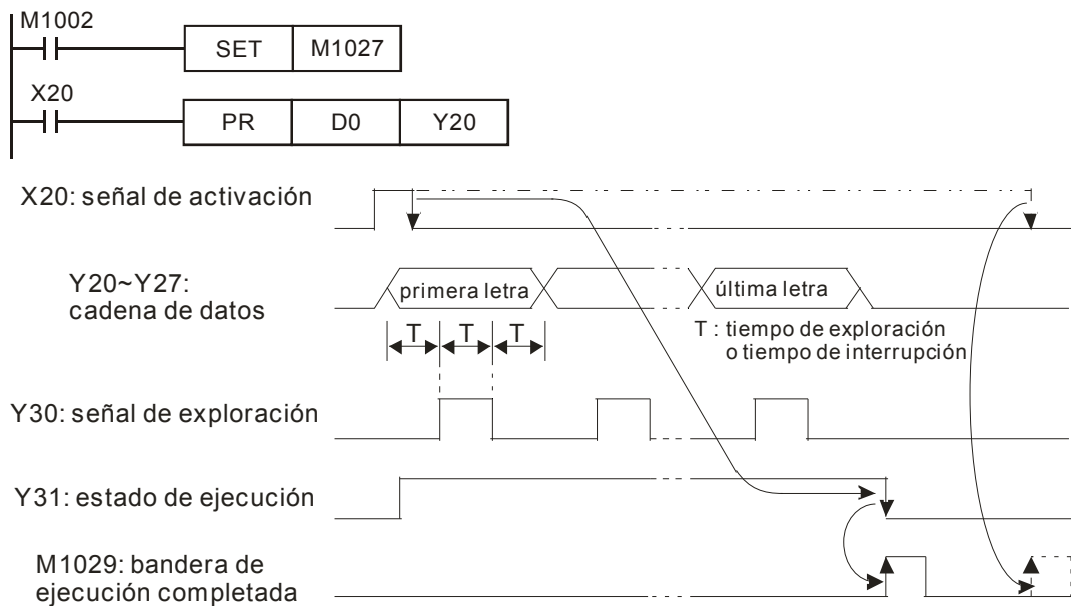 M1002
SET M1027
X20
PR D0 Y20
X20: señal de activación
Y20~Y27:
cadena de datos
primera letra
última letra
T T T
T : tiempo de exploración
o tiempo de interrupción
Y30: señal de exploración
Y31: estado de ejecución
M1029: bandera de
ejecución completada